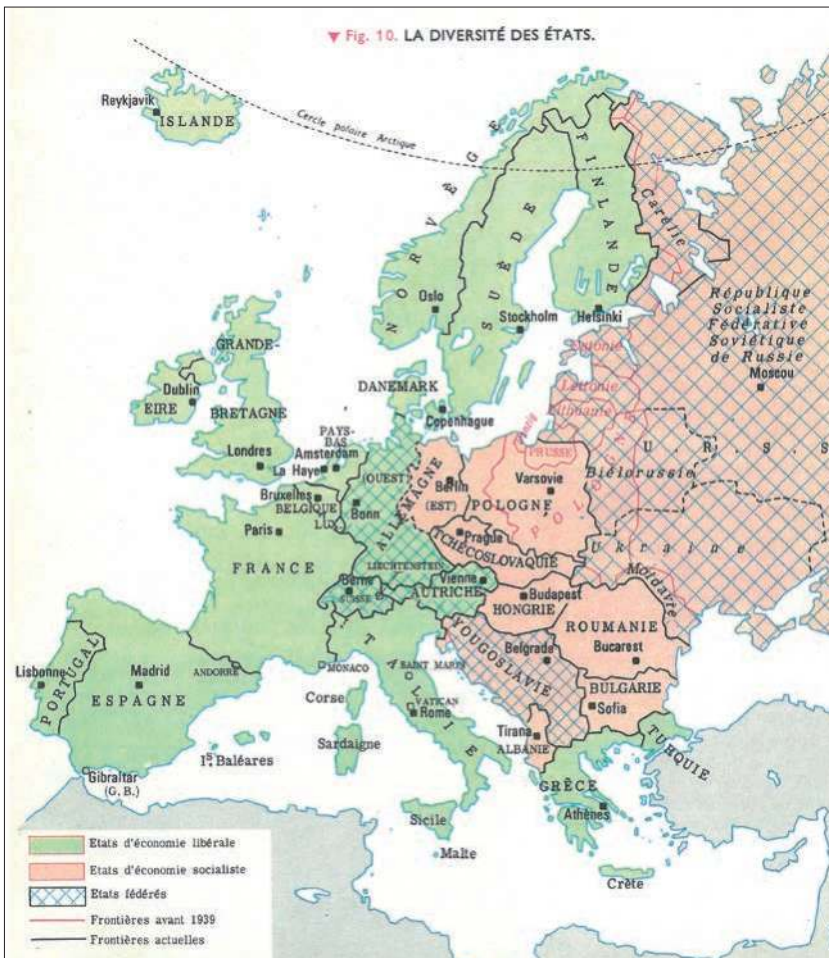 ▼ Fig. 10. LA DIVERSITÉ DES ÉTATS.
Reykjavik
ISLANDE
Cercle polaire Arctique
NORVÈGE
SUÈDE
FINLANDE
Carélie
Oslo
Stockholm
Helsinki
République
Socialiste
Fédérative
Soviétique
de Russie
Moscou
Estonie
Lettonie
Lithuanie
GRANDE-
BRETAGNE
Dublin
EIRE
Londres
DANEMARK
Copenhague
PAYS-
BAS
Amsterdam
La Haye
Bruxelles
BELGIQUE
LUX.
(OUEST)
Bonn
ALLEMAGNE
Berlin
(EST)
Dantzig
PRUSSE
Varsovie
POLOGNE
POLOGNE
U.R.S.S
Biélorussie
Ukraine
Moldavie
Paris
FRANCE
Prague
TCHÉCOSLOVAQUIE
LIECHTENSTEIN
Berne
SUISSE
Vienne
AUTRICHE
Budapest
HONGRIE
ROUMANIE
Bucarest
YOUGOSLAVIE
Belgrade
BULGARIE
Sofia
Lisbonne
PORTUGAL
Madrid
ESPAGNE
ANDORRE
MONACO
SAINT MARIN
ITALIE
VATICAN
Rome
Corse
Sardaigne
Is Baléares
Gibraltar
(G.B.)
Tirana
ALBANIE
GRÈCE
Athènes
TURQUIE
Sicile
Malte
Crète
Etats d'économie libérale
Etats d'économie socialiste
Etats fédérés
Frontières avant 1939
Frontières actuelles